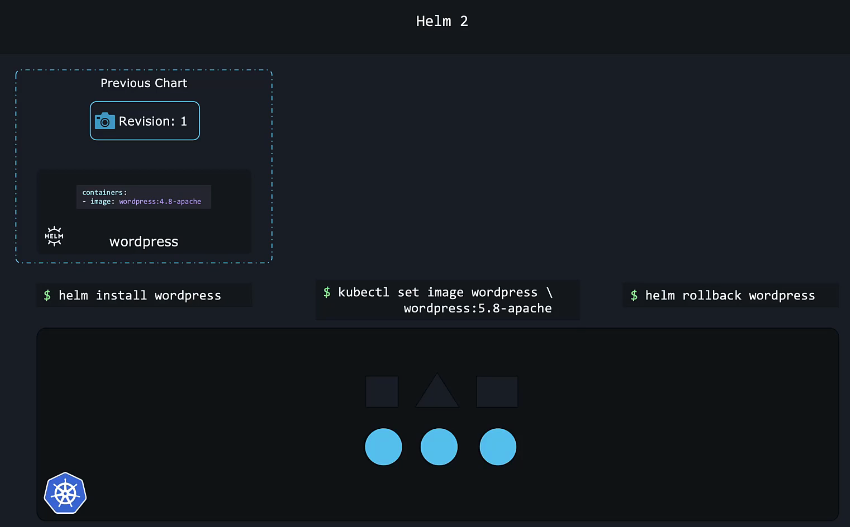 Helm 2
Previous Chart
Revision: 1
containers:
- image: wordpress:4.8-apache
HELM
wordpress
$ helm install wordpress
$ kubectl set image wordpress \
wordpress:5.8-apache
$ helm rollback wordpress